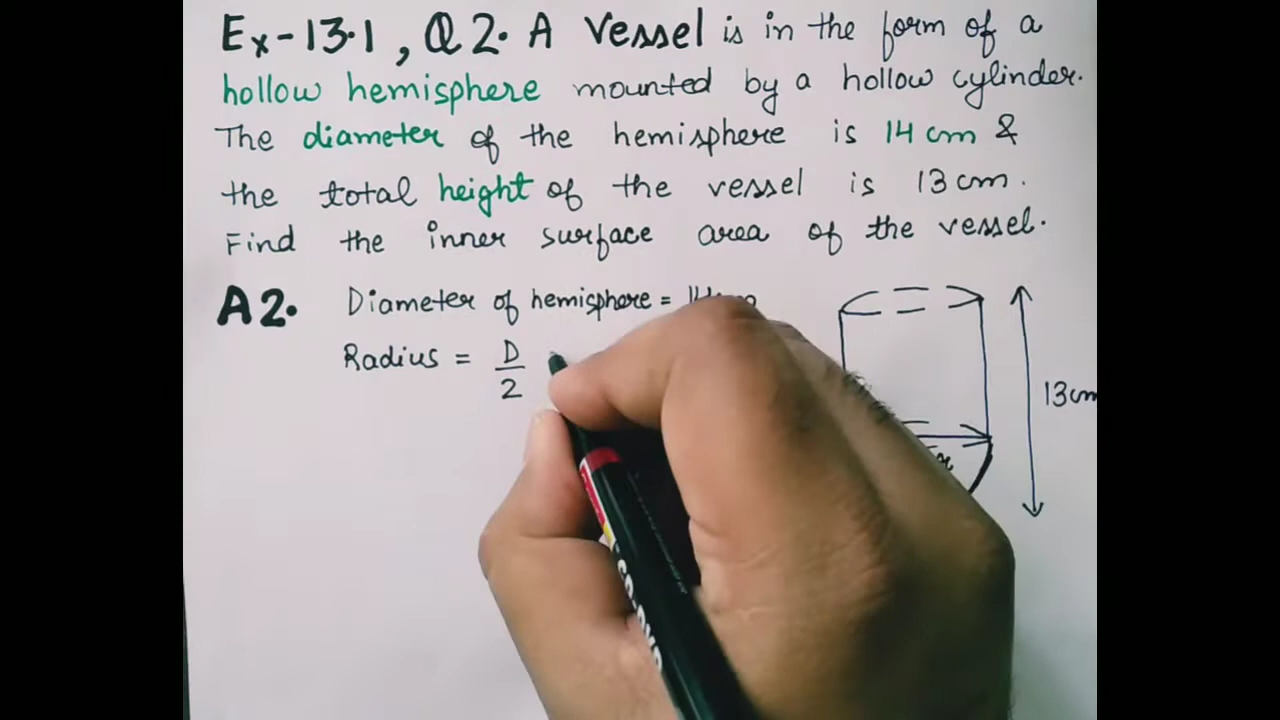 Ex-13.1, Q2. A Vessel is in the form of a
hollow hemisphere mounted by a hollow cylinder.
The diameter of the hemisphere is 14 cm &
the total height of the vessel is 13 cm.
Find the inner surface area of the vessel.
A2. Diameter of hemisphere = 14cm
Radius = D/2
13cm
r